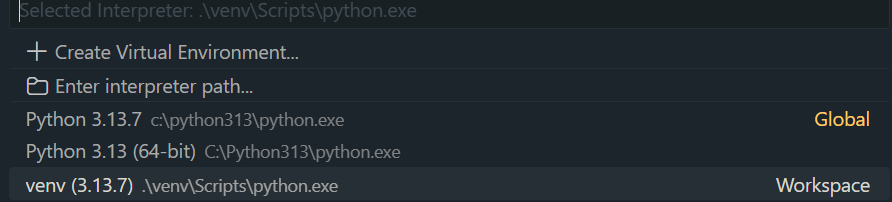 Selected Interpreter: .\venv\Scripts\python.exe
Create Virtual Environment...
Enter interpreter path...
Python 3.13.7 c:\python313\python.exe Global
Python 3.13 (64-bit) C:\Python313\python.exe
venv (3.13.7) .\venv\Scripts\python.exe Workspace